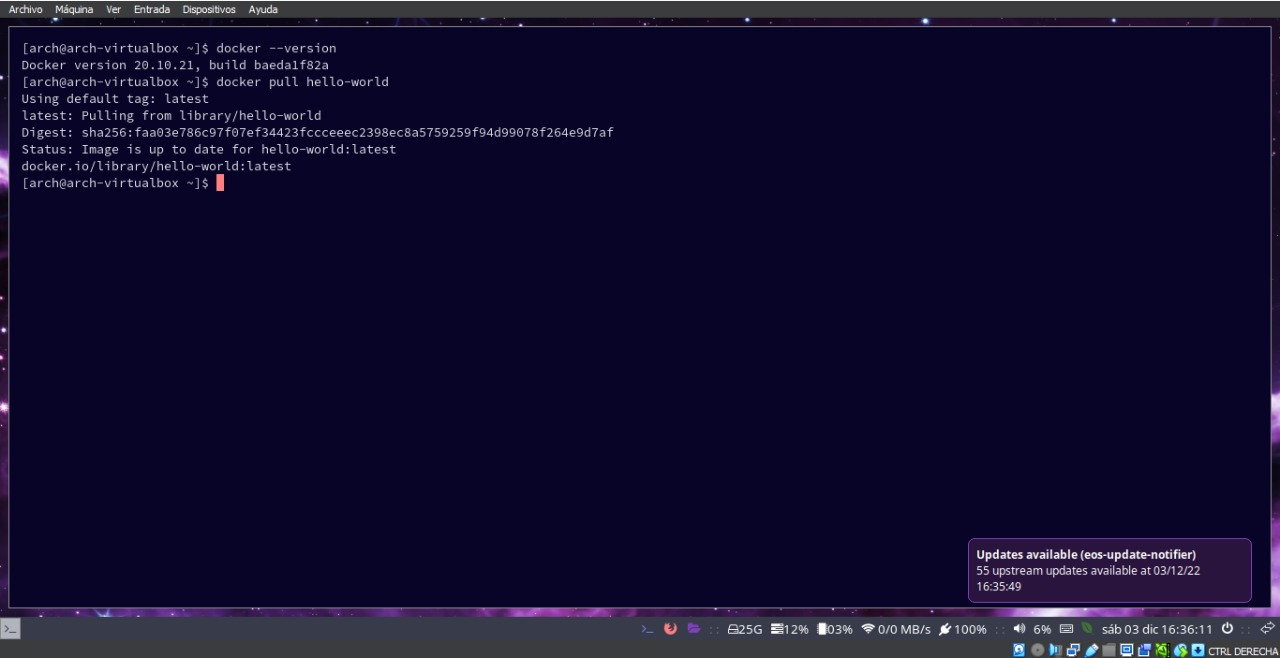 Archivo Máquina Ver Entrada Dispositivos Ayuda
[arch@arch-virtualbox ~]$ docker --version
Docker version 20.10.21, build baeda1f82a
[arch@arch-virtualbox ~]$ docker pull hello-world
Using default tag: latest
latest: Pulling from library/hello-world
Digest: sha256:faa03e786c97f07ef34423fccceeec2398ec8a5759259f94d99078f264e9d7af
Status: Image is up to date for hello-world:latest
docker.io/library/hello-world:latest
[arch@arch-virtualbox ~]$
Updates available (eos-update-notifier)
55 upstream updates available at 03/12/22
16:35:49
>_ >_ :: 25G 12% 03% 0/0 MB/s 100% :: 6% sáb 03 dic 16:36:11 ::
CTRL DERECHA